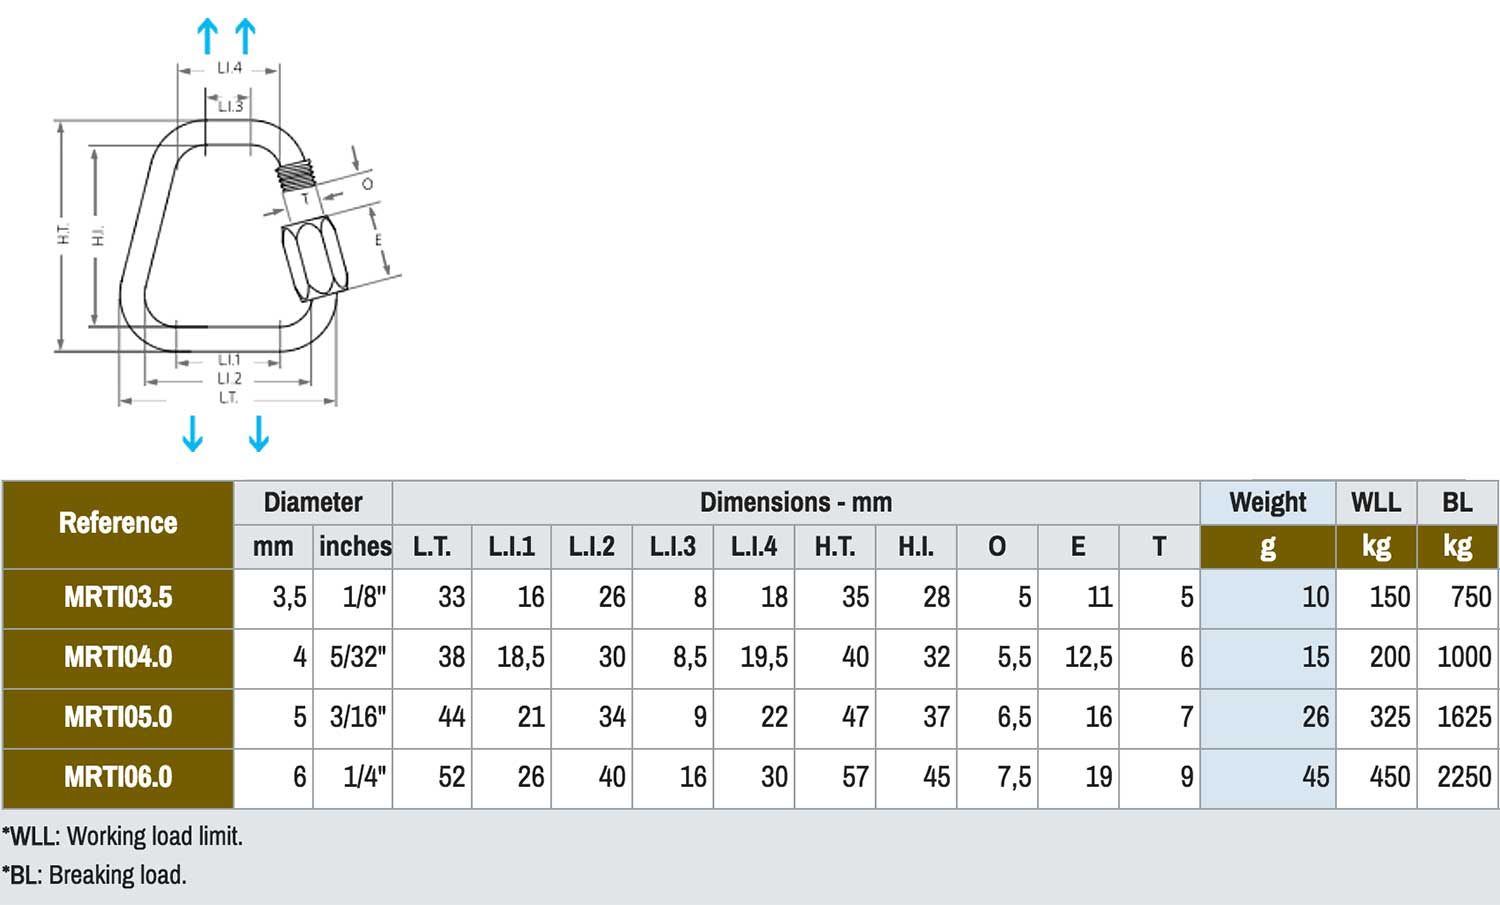 L.I.4
L.I.3
O
T
H.T.
H.I.
E
L.I.1
L.I.2
L.T.
Reference Diameter Dimensions - mm Weight WLL BL
mm inches L.T. L.I.1 L.I.2 L.I.3 L.I.4 H.T. H.I. O E T g kg kg
MRTI03.5 3,5 1/8" 33 16 26 8 18 35 28 5 11 5 10 150 750
MRTI04.0 4 5/32" 38 18,5 30 8,5 19,5 40 32 5,5 12,5 6 15 200 1000
MRTI05.0 5 3/16" 44 21 34 9 22 47 37 6,5 16 7 26 325 1625
MRTI06.0 6 1/4" 52 26 40 16 30 57 45 7,5 19 9 45 450 2250
*WLL: Working load limit.
*BL: Breaking load.